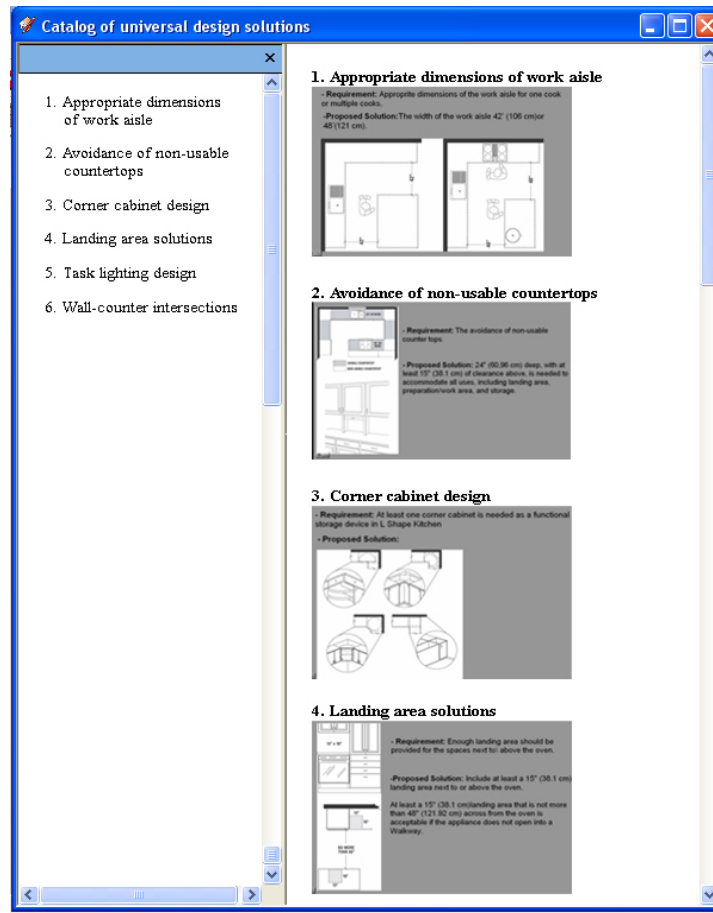 Catalog of universal design solutions
1. Appropriate dimensions
of work aisle
2. Avoidance of non-usable
countertops
3. Corner cabinet design
4. Landing area solutions
5. Task lighting design
6. Wall-counter intersections
1. Appropriate dimensions of work aisle
- Requirement: Approprite dimensions of the work aisle for one cook
or multiple cooks.
-Proposed Solution:The width of the work aisle 42' (106 cm)or
48'(121 cm).
2. Avoidance of non-usable countertops
- Requirement: The avoidance of non-usable
counter tops.
- Proposed Solution: 24" (60.96 cm) deep, with at
least 15" (38.1 cm) of clearance above, is needed to
accommodate all uses, including landing area,
preparation/work area, and storage.
3. Corner cabinet design
- Requirement: At least one corner cabinet is needed as a functional
storage device in L Shape Kitchen
- Proposed Solution:
4. Landing area solutions
- Requirement: Enough landing area should be
provided for the spaces next to/ above the oven.
-Proposed Solution: Include at least a 15" (38.1 cm)
landing area next to or above the oven.
At least a 15" (38.1 cm)landing area that is not more
than 48" (121.92 cm) across from the oven is
acceptable if the appliance does not open into a
Walkway.